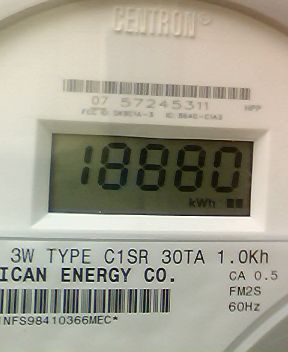 CENTRON®
07 57245311 HPP
18880
kWh
3W TYPE C1SR 30TA 1.0Kh
ICAN ENERGY CO. CA 0.5
FM2S
60Hz
NFS98410366MEC*